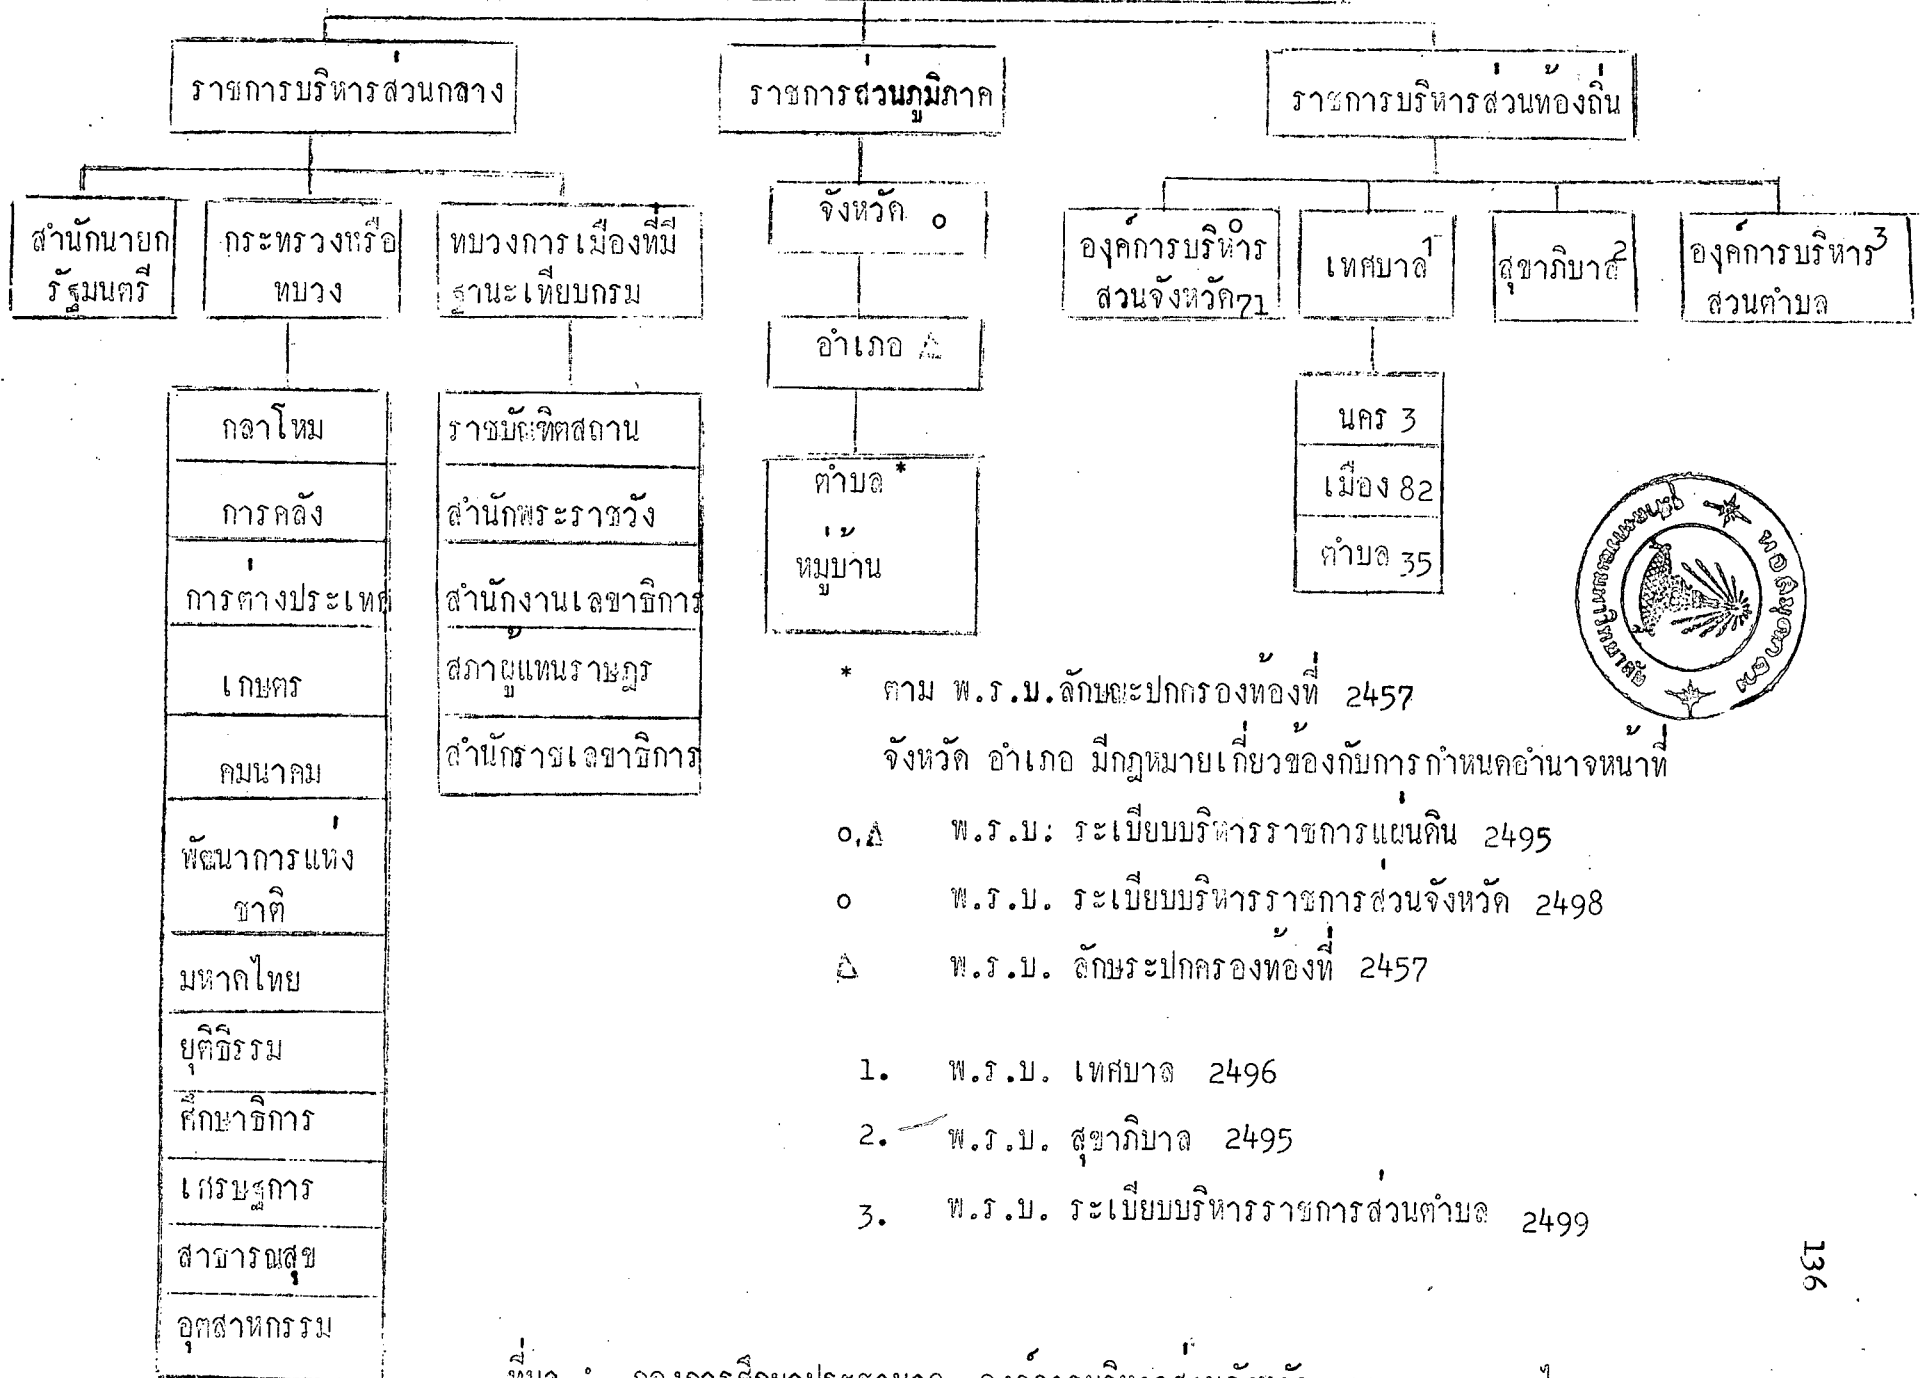 ราชการบริหารส่วนกลาง
ราชการส่วนภูมิภาค
ราชการบริหารส่วนท้องถิ่น
สำนักนายก
รัฐมนตรี
กระทรวงหรือ
ทบวง
ทบวงการเมืองที่มี
ฐานะเทียบกรม
จังหวัด o
องค์การบริหาร
ส่วนจังหวัด 71
เทศบาล 1
สุขาภิบาล 2
องค์การบริหาร 3
ส่วนตำบล
อำเภอ △
ตำบล *
หมู่บ้าน
นคร 3
เมือง 82
ตำบล 35
กลาโหม
การคลัง
การต่างประเทศ
เกษตร
คมนาคม
พัฒนาการแห่ง
ชาติ
มหาดไทย
ยุติธรรม
ศึกษาธิการ
เศรษฐการ
สาธารณสุข
อุตสาหกรรม
ราชบัณฑิตสถาน
สำนักพระราชวัง
สำนักงานเลขาธิการ
สภาผู้แทนราษฎร
สำนักราชเลขาธิการ
* ตาม พ.ร.บ.ลักษณะปกครองท้องที่ 2457
จังหวัด อำเภอ มีกฎหมายเกี่ยวข้องกับการกำหนดอำนาจหน้าที่
o,△ พ.ร.บ. ระเบียบบริหารราชการแผ่นดิน 2495
o พ.ร.บ. ระเบียบบริหารราชการส่วนจังหวัด 2498
△ พ.ร.บ. ลักษระปกครองท้องที่ 2457
1. พ.ร.บ. เทศบาล 2496
2. พ.ร.บ. สุขาภิบาล 2495
3. พ.ร.บ. ระเบียบบริหารราชการส่วนตำบล 2499
136